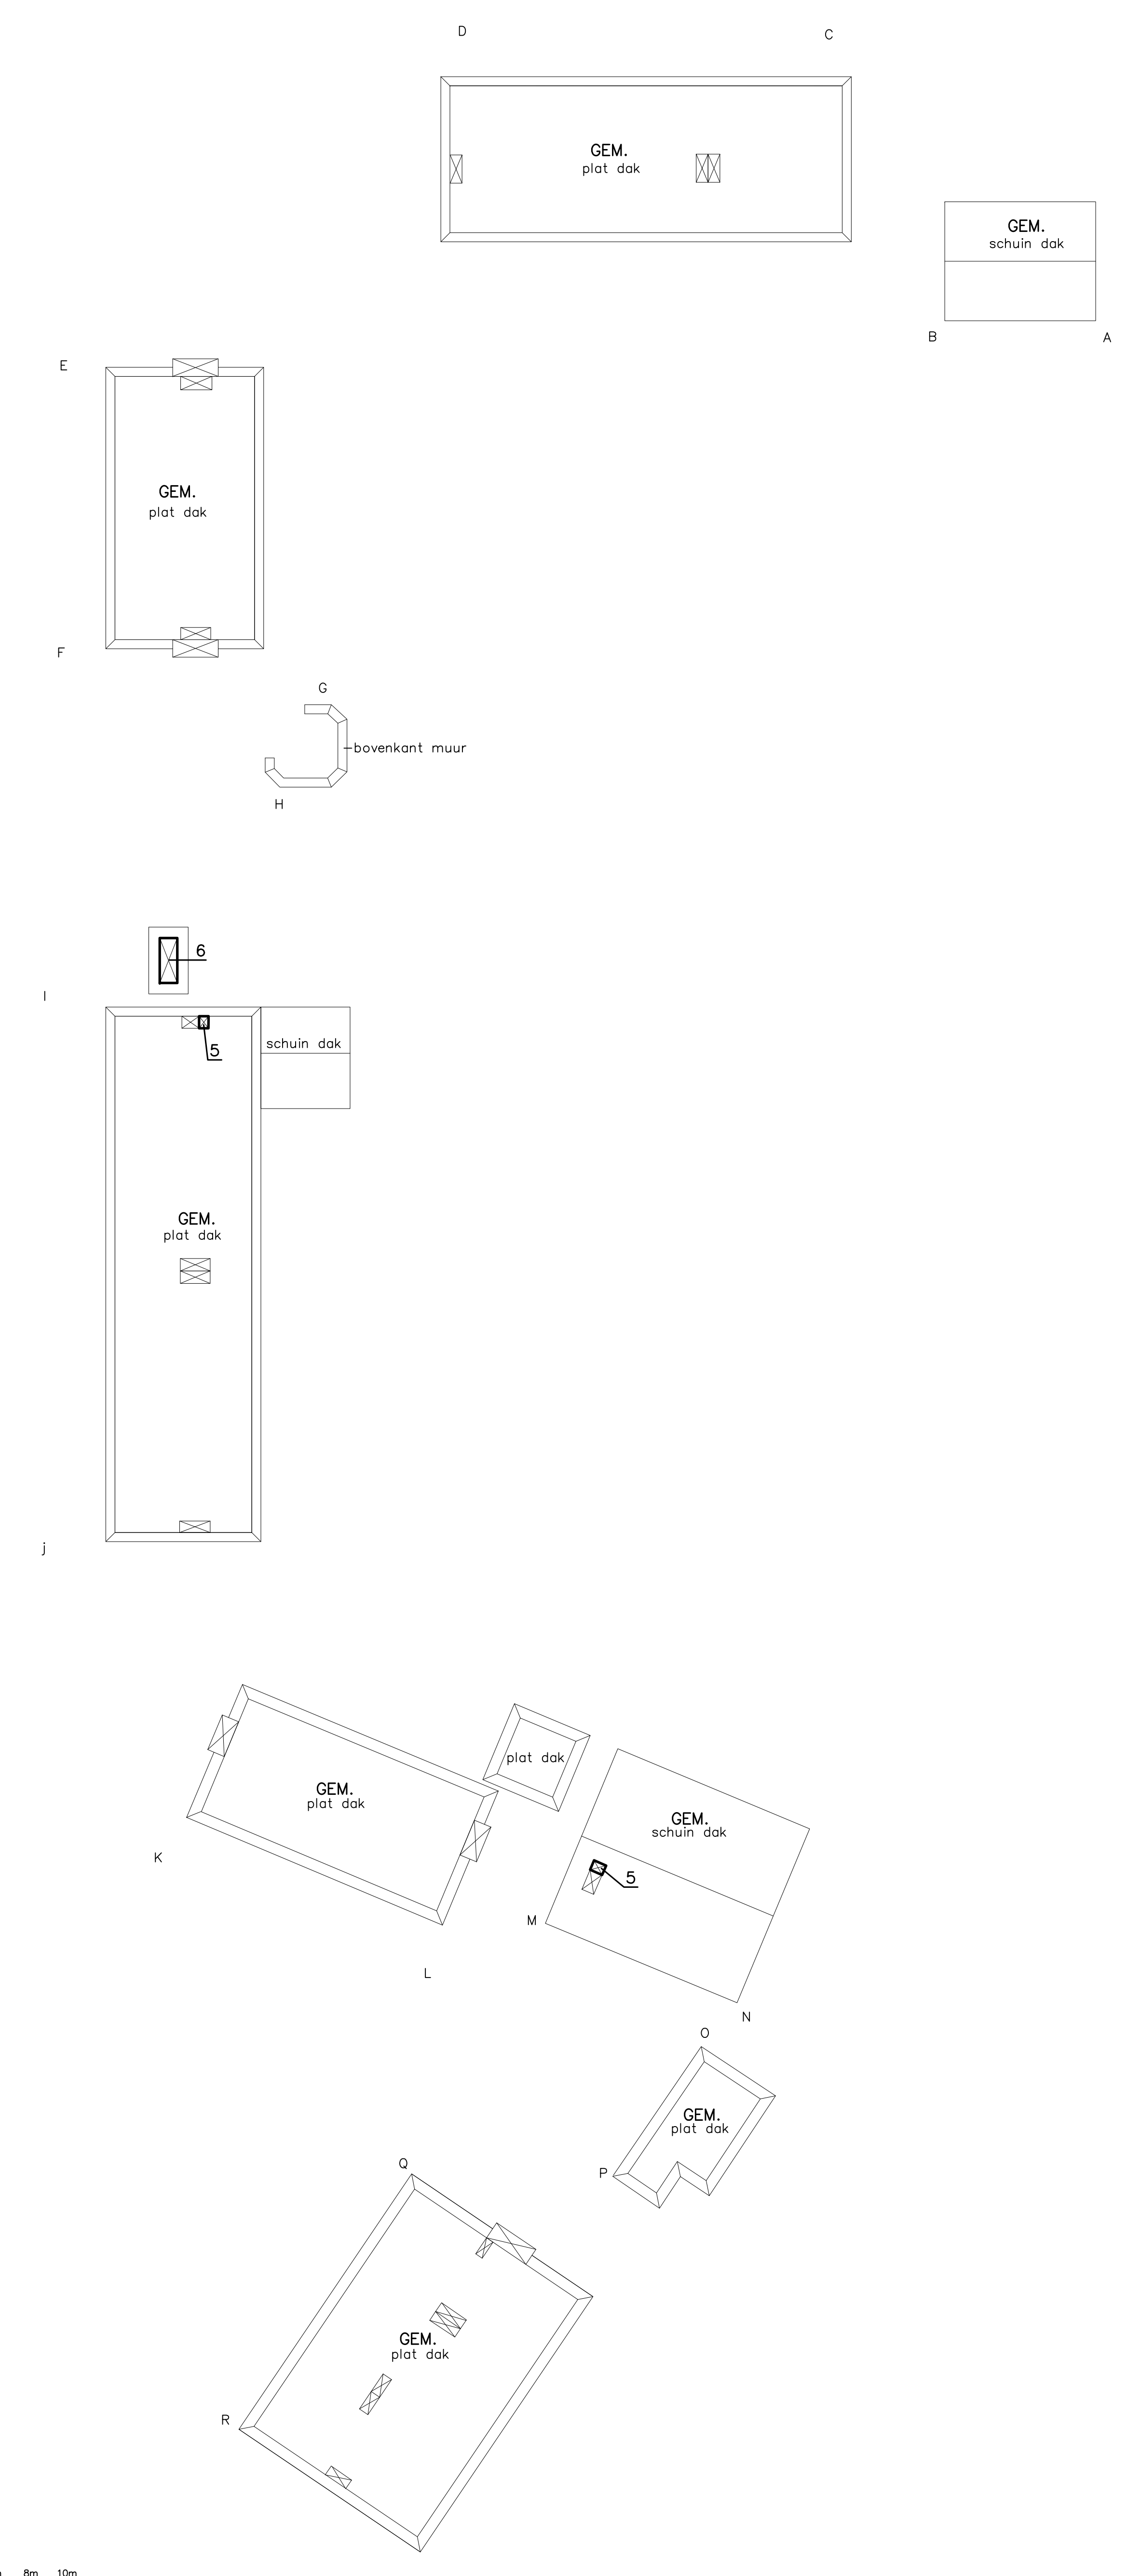 D
C
GEM.
plat dak
GEM.
schuin dak
B
A
E
GEM.
plat dak
F
G
bovenkant muur
H
6
I
5
schuin dak
GEM.
plat dak
j
plat dak
GEM.
plat dak
GEM.
schuin dak
K
5
M
L
N
O
GEM.
plat dak
P
Q
GEM.
plat dak
R
8m 10m